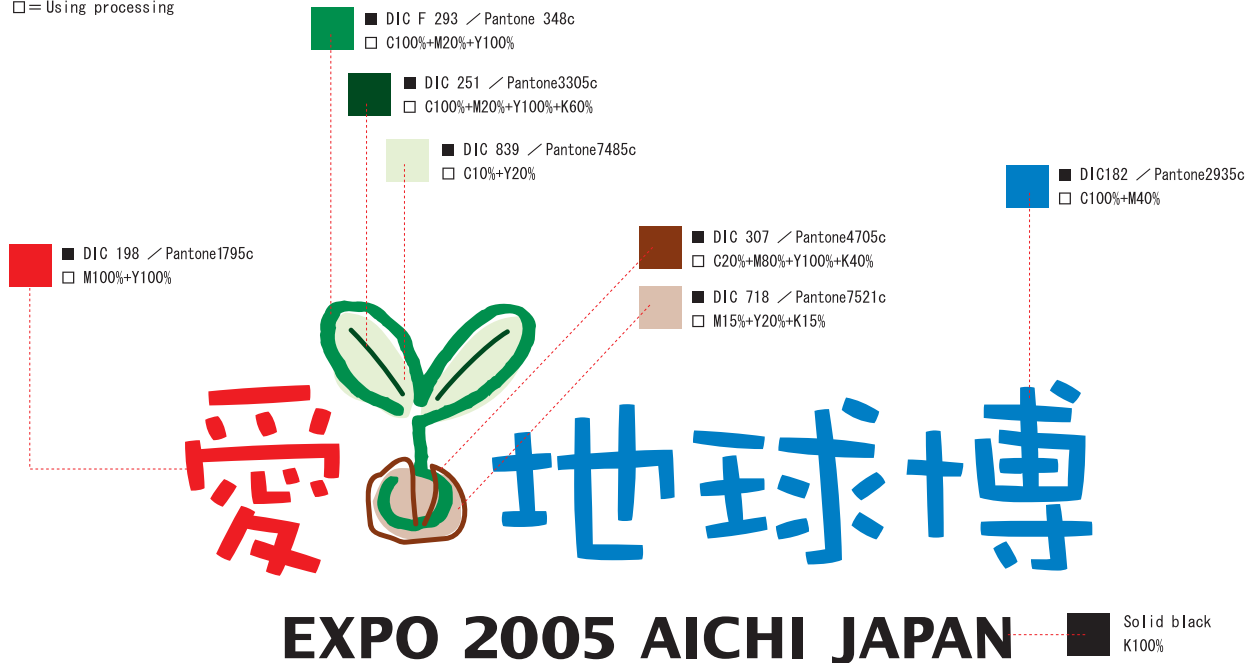 □＝Using processing
■ DIC F 293 ／Pantone 348c
□ C100%+M20%+Y100%
■ DIC 251 ／Pantone3305c
□ C100%+M20%+Y100%+K60%
■ DIC 839 ／Pantone7485c
□ C10%+Y20%
■ DIC182 ／Pantone2935c
□ C100%+M40%
■ DIC 198 ／Pantone1795c
□ M100%+Y100%
■ DIC 307 ／Pantone4705c
□ C20%+M80%+Y100%+K40%
■ DIC 718 ／Pantone7521c
□ M15%+Y20%+K15%
愛 地球博
EXPO 2005 AICHI JAPAN
Solid black
K100%